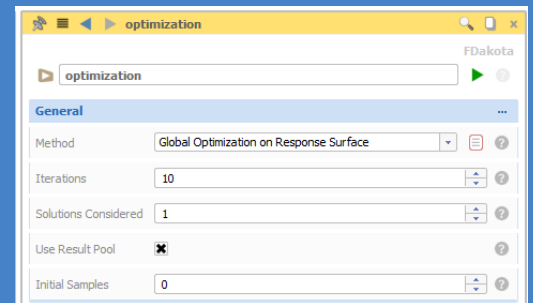 optimization
FDakota
optimization
General ...
Method Global Optimization on Response Surface
Iterations 10
Solutions Considered 1
Use Result Pool
Initial Samples 0